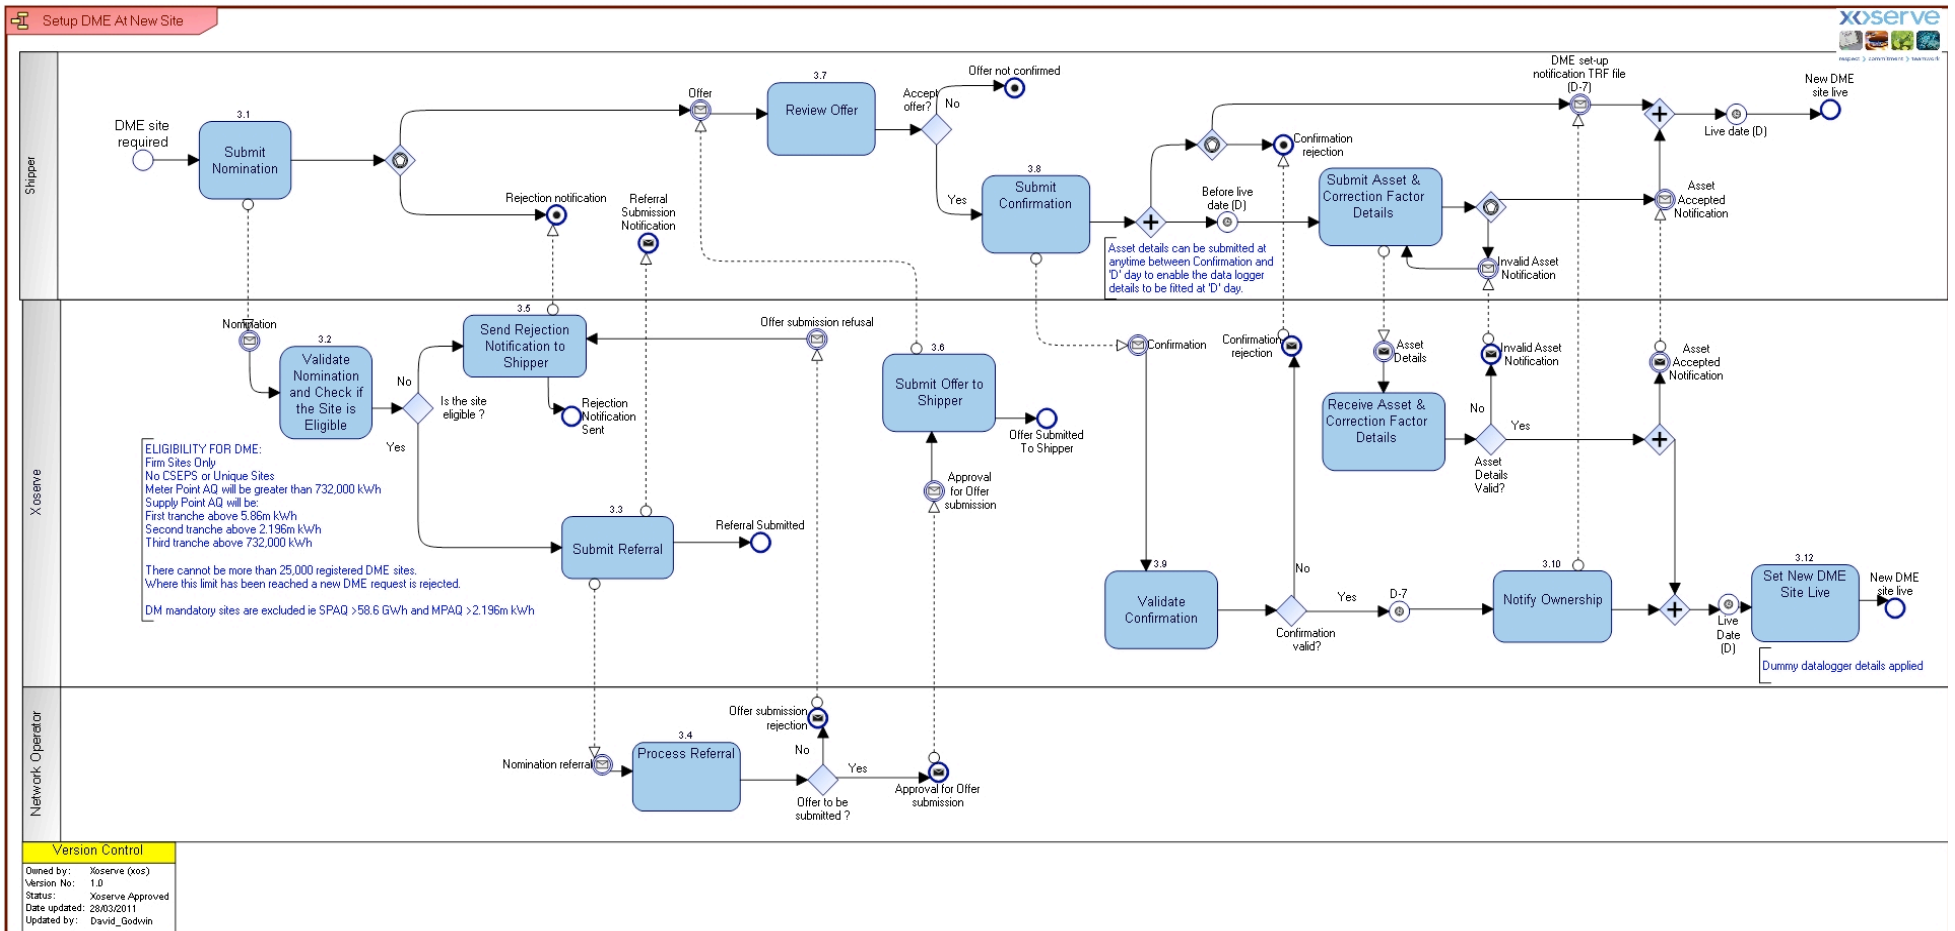 Setup DME At New Site
xoserve
respect > commitment > teamwork
Shipper
DME site
required
3.1
Submit
Nomination
Rejection notification
Referral
Submission
Notification
Offer
3.7
Review Offer
Accept
offer?
No
Offer not confirmed
Yes
3.8
Submit
Confirmation
Asset details can be submitted at
anytime between Confirmation and
'D' day to enable the data logger
details to be fitted at 'D' day.
Before live
date (D)
Confirmation
rejection
Submit Asset &
Correction Factor
Details
DME set-up
notification TRF file
(D-7)
Invalid Asset
Notification
Asset
Accepted
Notification
Live date (D)
New DME
site live
Xoserve
Nomination
3.2
Validate
Nomination
and Check if
the Site is
Eligible
No
Is the site
eligible ?
Yes
3.5
Send Rejection
Notification to
Shipper
Rejection
Notification
Sent
Offer submission refusal
3.6
Submit Offer to
Shipper
Offer Submitted
To Shipper
Approval
for Offer
submission
3.3
Submit Referral
Referral Submitted
ELIGIBILITY FOR DME:
Firm Sites Only
No CSEPS or Unique Sites
Meter Point AQ will be greater than 732,000 kWh
Supply Point AQ will be:
First tranche above 5.86m kWh
Second tranche above 2.196m kWh
Third tranche above 732,000 kWh
There cannot be more than 25,000 registered DME sites.
Where this limit has been reached a new DME request is rejected.
DM mandatory sites are excluded ie SPAQ >58.6 GWh and MPAQ >2.196m kWh
Confirmation
Confirmation
rejection
Asset
Details
Invalid Asset
Notification
Asset
Accepted
Notification
Receive Asset &
Correction Factor
Details
No
Yes
Asset
Details
Valid?
3.9
Validate
Confirmation
No
Yes
Confirmation
valid?
D-7
3.10
Notify Ownership
Live
Date
(D)
3.12
Set New DME
Site Live
New DME
site live
Dummy datalogger details applied
Network Operator
Nomination referral
3.4
Process Referral
Offer submission
rejection
No
Yes
Offer to be
submitted ?
Approval for Offer
submission
Version Control
Owned by: Xoserve (xos)
Version No: 1.0
Status: Xoserve Approved
Date updated: 28/03/2011
Updated by: David_Godwin